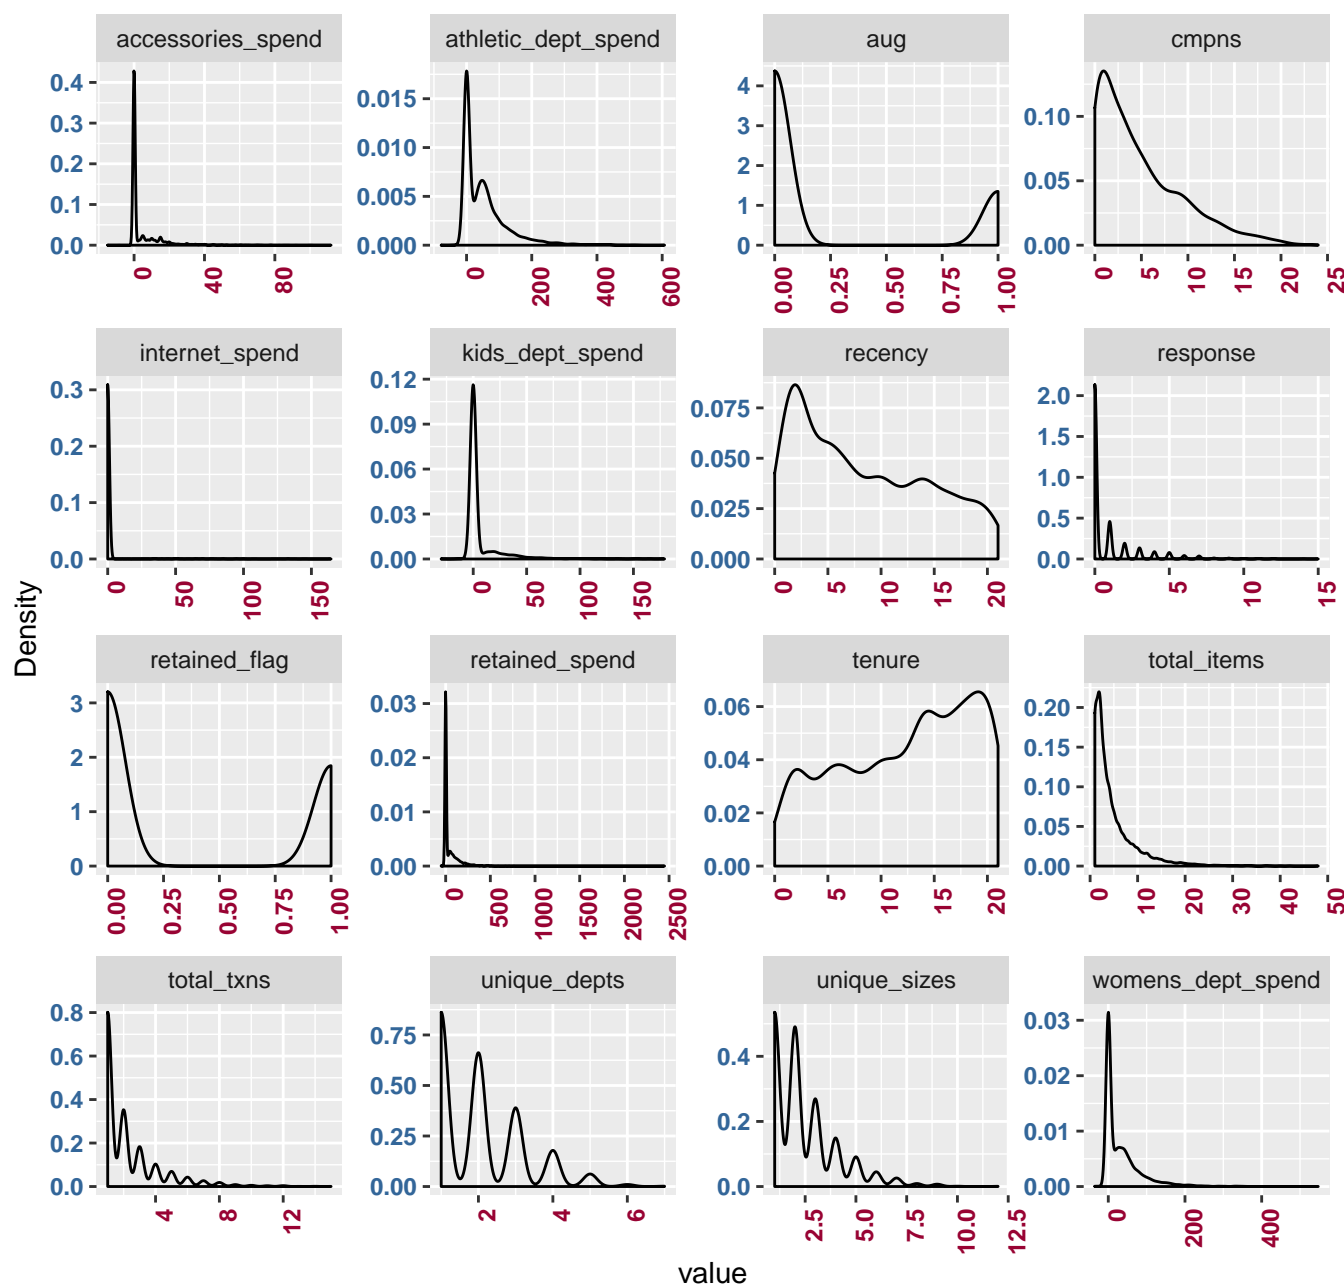 accessories_spend athletic_dept_spend aug cmpns
0.4 0.3 0.2 0.1 0.0
0.015 0.010 0.005 0.000
4 3 2 1 0
0.10 0.05 0.00
0 40 80
0 200 400 600
0.00 0.25 0.50 0.75 1.00
0 5 10 15 20 25
internet_spend kids_dept_spend recency response
0.3 0.2 0.1 0.0
0.12 0.09 0.06 0.03 0.00
0.075 0.050 0.025 0.000
2.0 1.5 1.0 0.5 0.0
0 50 100 150
0 50 100 150
0 5 10 15 20
0 5 10 15
Density
retained_flag retained_spend tenure total_items
3 2 1 0
0.03 0.02 0.01 0.00
0.06 0.04 0.02 0.00
0.20 0.15 0.10 0.05 0.00
0.00 0.25 0.50 0.75 1.00
0 500 1000 1500 2000 2500
0 5 10 15 20
0 10 20 30 40 50
total_txns unique_depts unique_sizes womens_dept_spend
0.8 0.6 0.4 0.2 0.0
0.75 0.50 0.25 0.00
0.4 0.2 0.0
0.03 0.02 0.01 0.00
4 8 12
2 4 6
2.5 5.0 7.5 10.0 12.5
0 200 400
value